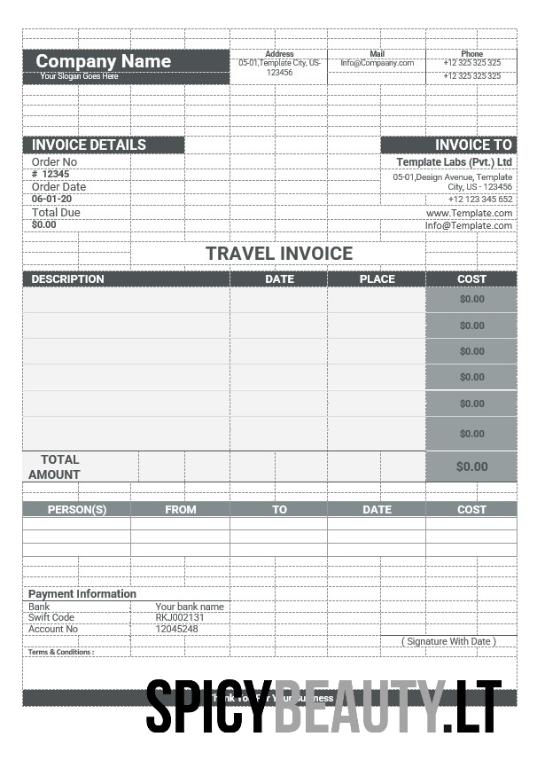 Company Name
Your Slogan Goes Here
Address
05-01,Template City, US-
123456
Mail
Info@Compaany.com
Phone
+12 325 325 325
+12 325 325 325
INVOICE DETAILS
Order No
# 12345
Order Date
06-01-20
Total Due
$0.00
INVOICE TO
Template Labs (Pvt.) Ltd
05-01,Design Avenue, Template
City, US - 123456
+12 123 345 652
www.Template.com
Info@Template.com
TRAVEL INVOICE
DESCRIPTION DATE PLACE COST
$0.00
$0.00
$0.00
$0.00
$0.00
$0.00
TOTAL
AMOUNT
$0.00
PERSON(S) FROM TO DATE COST
Payment Information
Bank Your bank name
Swift Code RKJ002131
Account No 12045248
( Signature With Date )
Terms & Conditions :
Thank You For Your Business
SPICYBEAUTY.LT